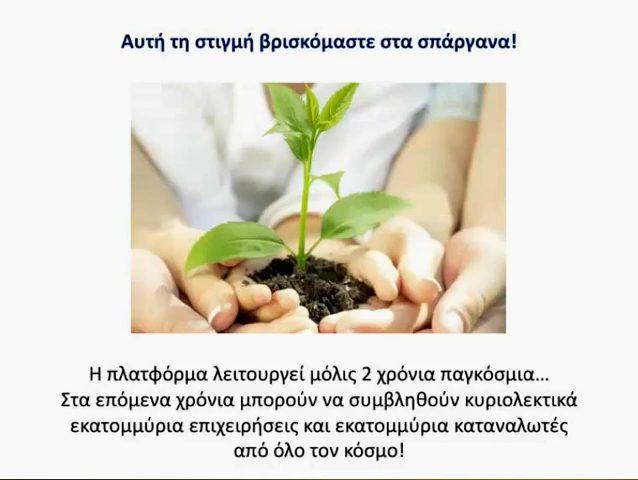 Αυτή τη στιγμή βρισκόμαστε στα σπάργανα!
Η πλατφόρμα λειτουργεί μόλις 2 χρόνια παγκόσμια...
Στα επόμενα χρόνια μπορούν να συμβληθούν κυριολεκτικά
εκατομμύρια επιχειρήσεις και εκατομμύρια καταναλωτές
από όλο τον κόσμο!